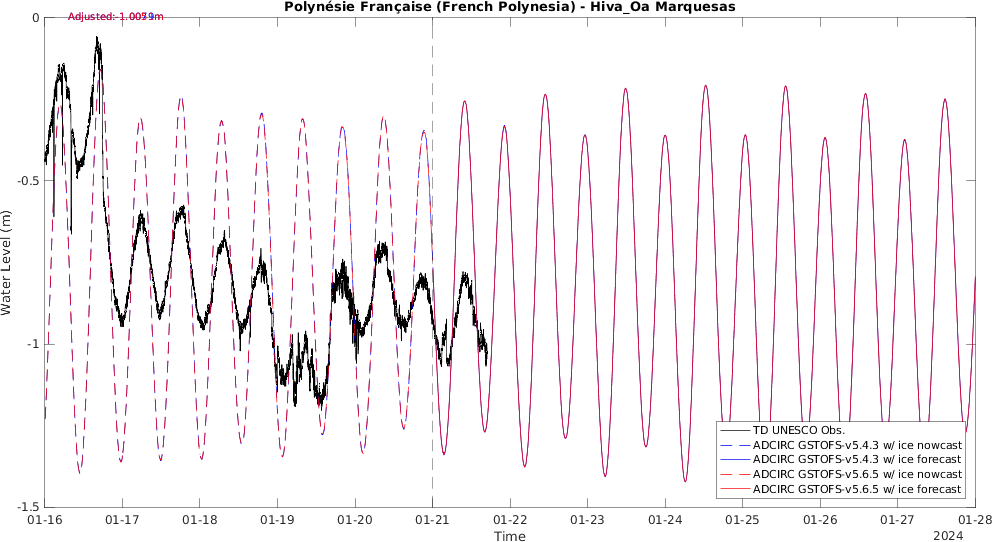 Polynésie Française (French Polynesia) - Hiva_Oa Marquesas
Water Level (m)
0
-0.5
-1
-1.5
01-16 01-17 01-18 01-19 01-20 01-21 01-22 01-23 01-24 01-25 01-26 01-27 01-28
Time
2024
TD UNESCO Obs.
ADCIRC GSTOFS-v5.4.3 w/ ice nowcast
ADCIRC GSTOFS-v5.4.3 w/ ice forecast
ADCIRC GSTOFS-v5.6.5 w/ ice nowcast
ADCIRC GSTOFS-v5.6.5 w/ ice forecast